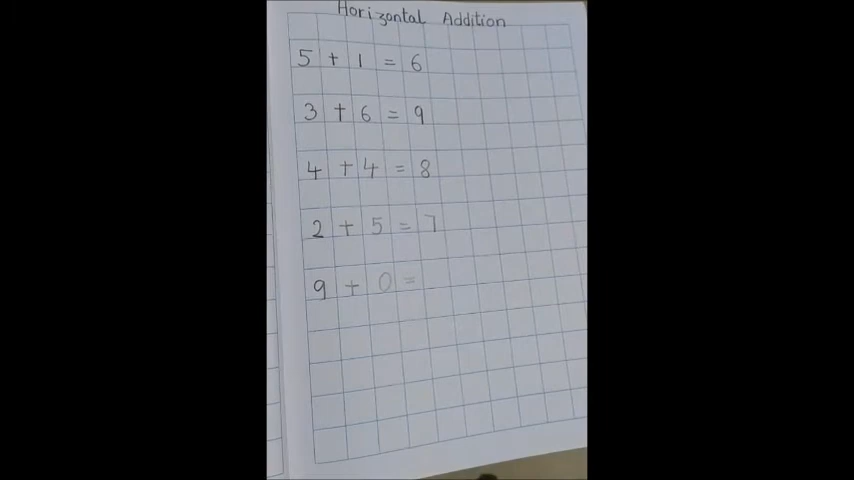 Horizontal Addition
5 + 1 = 6
3 + 6 = 9
4 + 4 = 8
2 + 5 = 7
9 + 0 =